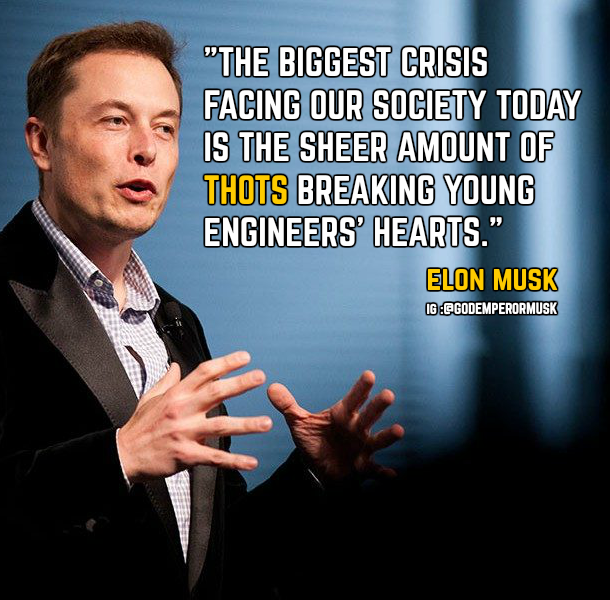 "THE BIGGEST CRISIS
FACING OUR SOCIETY TODAY
IS THE SHEER AMOUNT OF
THOTS BREAKING YOUNG
ENGINEERS' HEARTS."
ELON MUSK
IG :@GODEMPERORMUSK